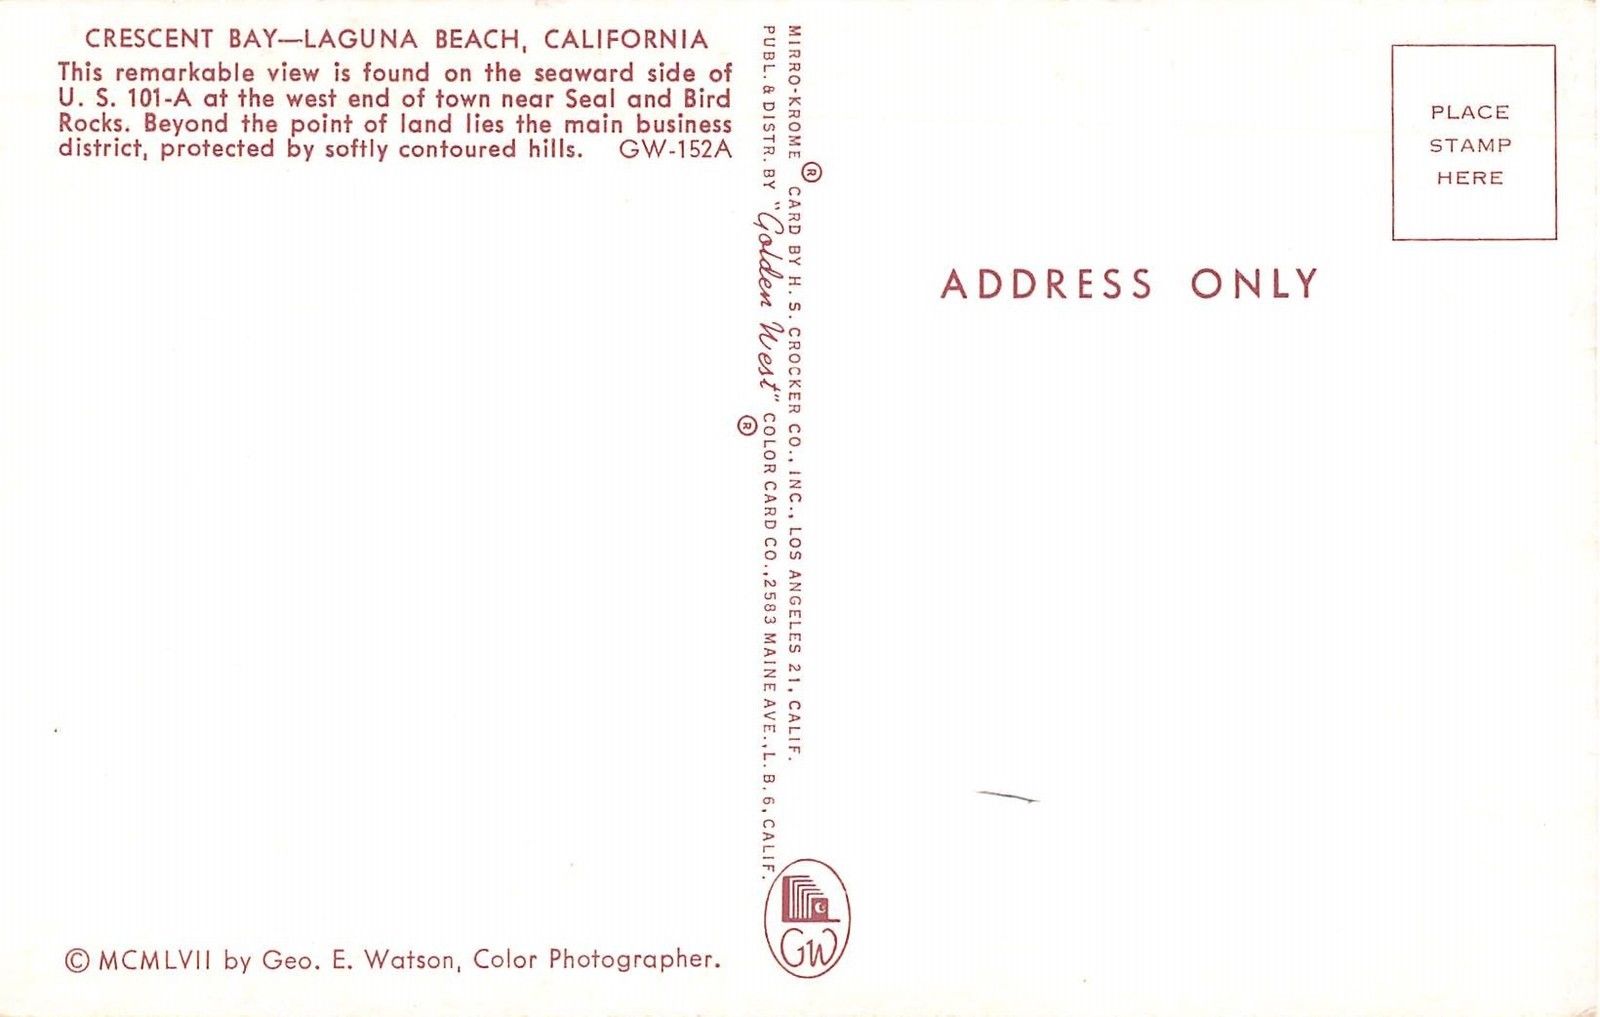 CRESCENT BAY—LAGUNA BEACH, CALIFORNIA
This remarkable view is found on the seaward side of
U. S. 101-A at the west end of town near Seal and Bird
Rocks. Beyond the point of land lies the main business
district, protected by softly contoured hills. GW-152A
© MCMLVII by Geo. E. Watson, Color Photographer.
MIRRO-KROME ® CARD BY H. S. CROCKER CO., INC., LOS ANGELES 21, CALIF.
PUBL. & DISTR. BY "Golden West" ® COLOR CARD CO., 2583 MAINE AVE., L. B. 6, CALIF.
GW
PLACE
STAMP
HERE
ADDRESS ONLY